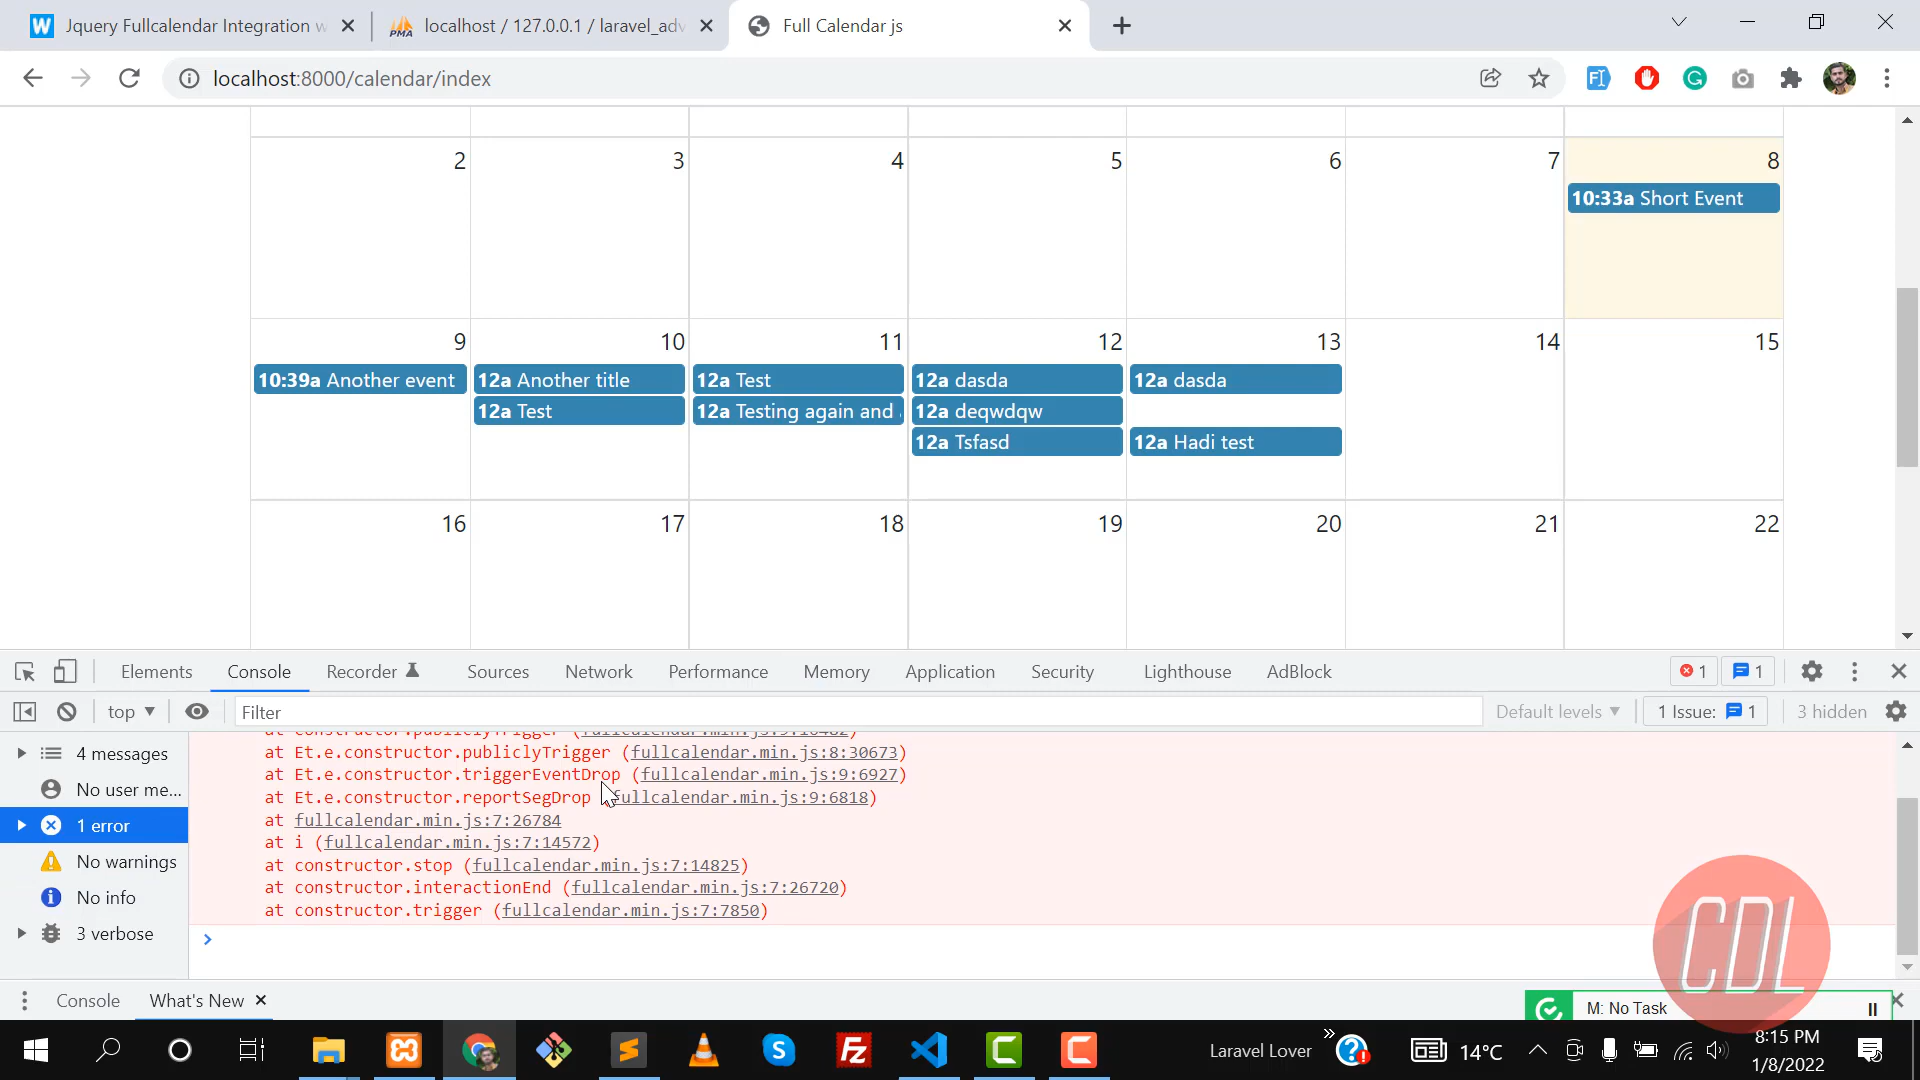 Jquery Fullcalendar Integration w
localhost / 127.0.0.1 / laravel_adv
Full Calendar js
localhost:8000/calendar/index
2 3 4 5 6 7 8
10:33a Short Event
9 10 11 12 13 14 15
10:39a Another event 12a Another title 12a Test 12a dasda 12a dasda
12a Test 12a Testing again and 12a deqwdqw
12a Tsfasd 12a Hadi test
16 17 18 19 20 21 22
Elements Console Recorder Sources Network Performance Memory Application Security Lighthouse AdBlock 1 1
top Filter Default levels 1 Issue: 1 3 hidden
4 messages
No user me...
1 error
No warnings
No info
3 verbose
at constructor.publiclyTrigger (fullcalendar.min.js:9:10482)
at Et.e.constructor.publiclyTrigger (fullcalendar.min.js:8:30673)
at Et.e.constructor.triggerEventDrop (fullcalendar.min.js:9:6927)
at Et.e.constructor.reportSegDrop (fullcalendar.min.js:9:6818)
at fullcalendar.min.js:7:26784
at i (fullcalendar.min.js:7:14572)
at constructor.stop (fullcalendar.min.js:7:14825)
at constructor.interactionEnd (fullcalendar.min.js:7:26720)
at constructor.trigger (fullcalendar.min.js:7:7850)
CDL
Console What's New
M: No Task
Laravel Lover
14°C
8:15 PM
1/8/2022